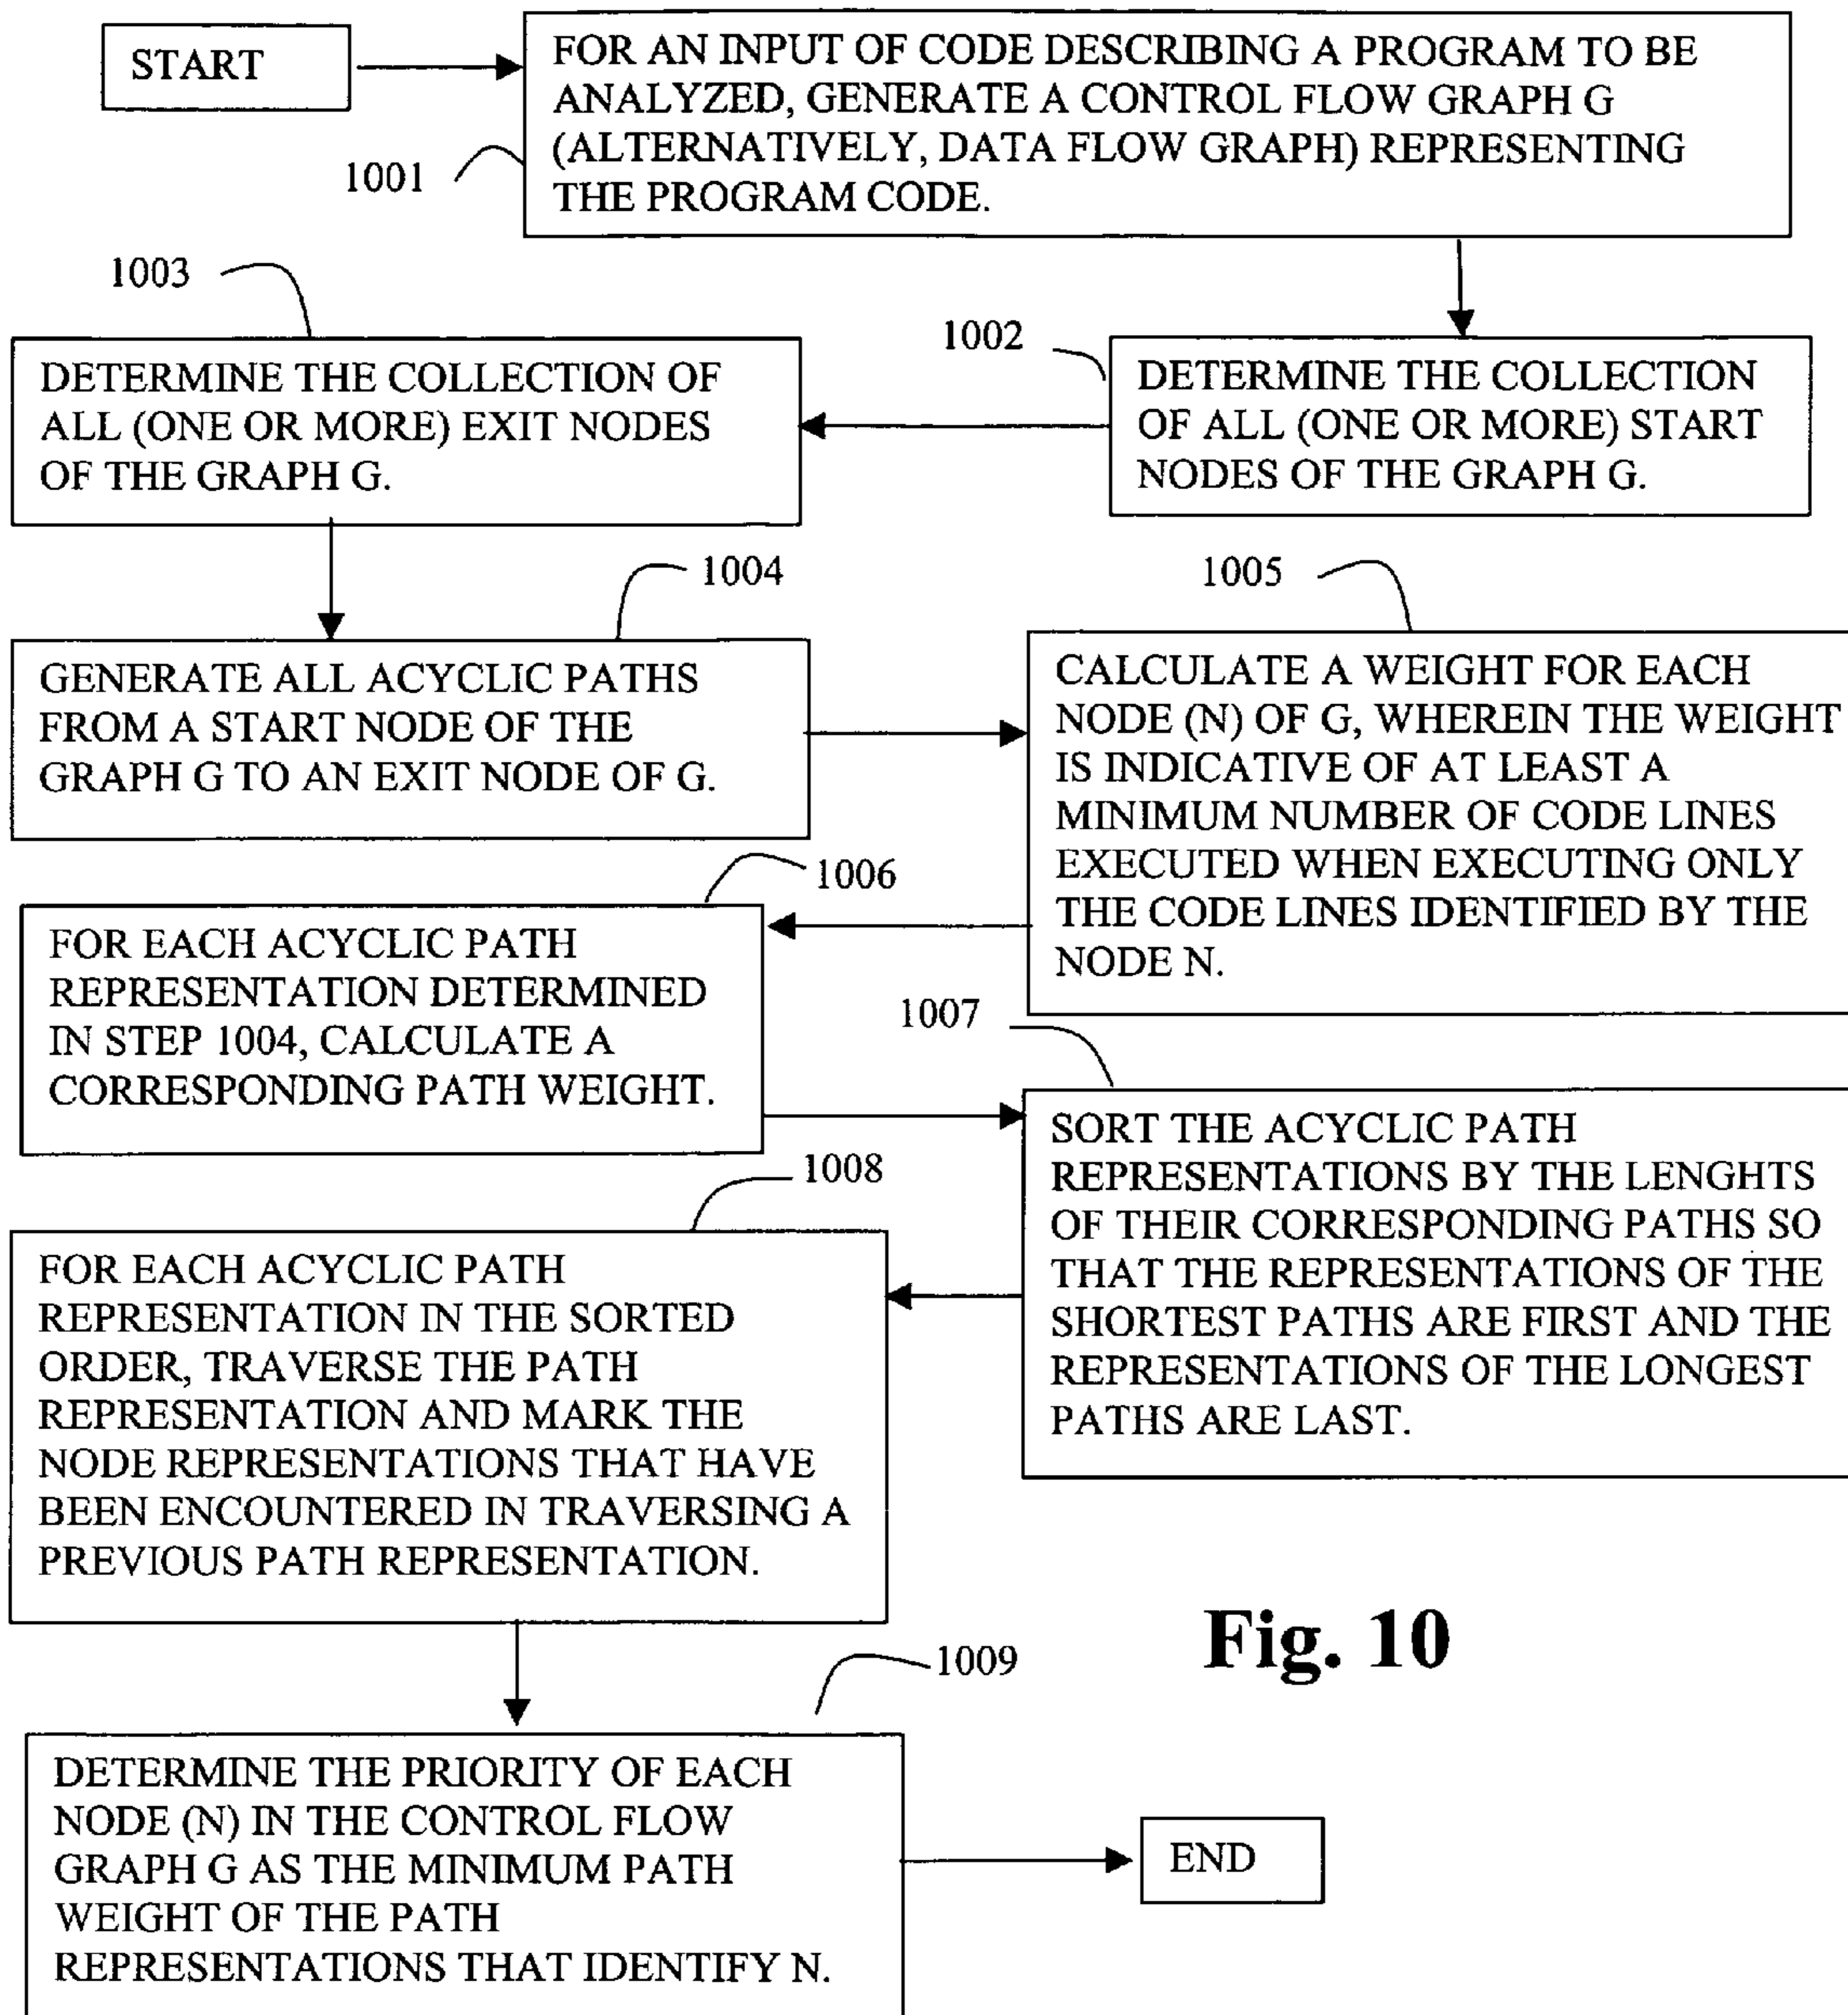 START
FOR AN INPUT OF CODE DESCRIBING A PROGRAM TO BE
ANALYZED, GENERATE A CONTROL FLOW GRAPH G
(ALTERNATIVELY, DATA FLOW GRAPH) REPRESENTING
THE PROGRAM CODE.
1001
1002
DETERMINE THE COLLECTION
OF ALL (ONE OR MORE) START
NODES OF THE GRAPH G.
1003
DETERMINE THE COLLECTION OF
ALL (ONE OR MORE) EXIT NODES
OF THE GRAPH G.
1004
GENERATE ALL ACYCLIC PATHS
FROM A START NODE OF THE
GRAPH G TO AN EXIT NODE OF G.
1005
CALCULATE A WEIGHT FOR EACH
NODE (N) OF G, WHEREIN THE WEIGHT
IS INDICATIVE OF AT LEAST A
MINIMUM NUMBER OF CODE LINES
EXECUTED WHEN EXECUTING ONLY
THE CODE LINES IDENTIFIED BY THE
NODE N.
1006
FOR EACH ACYCLIC PATH
REPRESENTATION DETERMINED
IN STEP 1004, CALCULATE A
CORRESPONDING PATH WEIGHT.
1007
SORT THE ACYCLIC PATH
REPRESENTATIONS BY THE LENGHTS
OF THEIR CORRESPONDING PATHS SO
THAT THE REPRESENTATIONS OF THE
SHORTEST PATHS ARE FIRST AND THE
REPRESENTATIONS OF THE LONGEST
PATHS ARE LAST.
1008
FOR EACH ACYCLIC PATH
REPRESENTATION IN THE SORTED
ORDER, TRAVERSE THE PATH
REPRESENTATION AND MARK THE
NODE REPRESENTATIONS THAT HAVE
BEEN ENCOUNTERED IN TRAVERSING A
PREVIOUS PATH REPRESENTATION.
1009
DETERMINE THE PRIORITY OF EACH
NODE (N) IN THE CONTROL FLOW
GRAPH G AS THE MINIMUM PATH
WEIGHT OF THE PATH
REPRESENTATIONS THAT IDENTIFY N.
END
Fig. 10